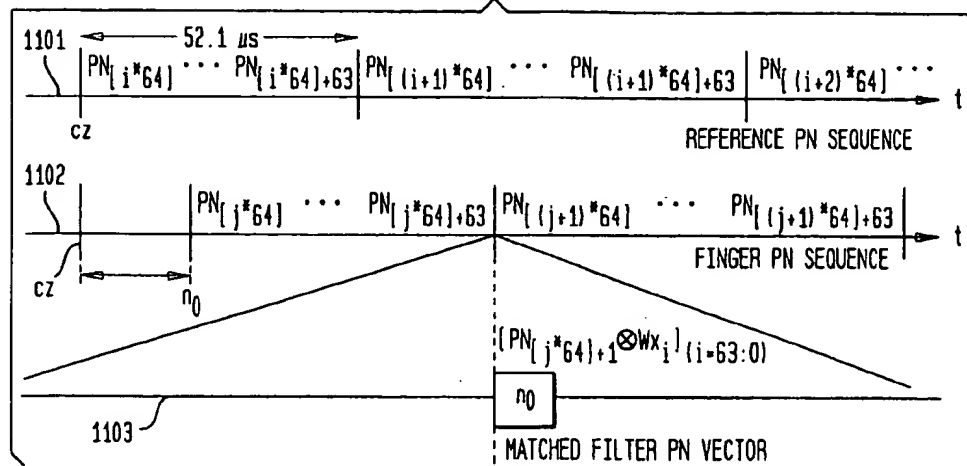 1101
52.1 µs
PN[i*64] ··· PN[i*64]+63 PN[(i+1)*64] ··· PN[(i+1)*64]+63 PN[(i+2)*64] ···
t
cz
REFERENCE PN SEQUENCE
1102
PN[j*64] ··· PN[j*64]+63 PN[(j+1)*64] ··· PN[(j+1)*64]+63
t
cz
n0
FINGER PN SEQUENCE
[PN[j*64]+1⊗Wxi](i=63:0)
n0
1103
MATCHED FILTER PN VECTOR